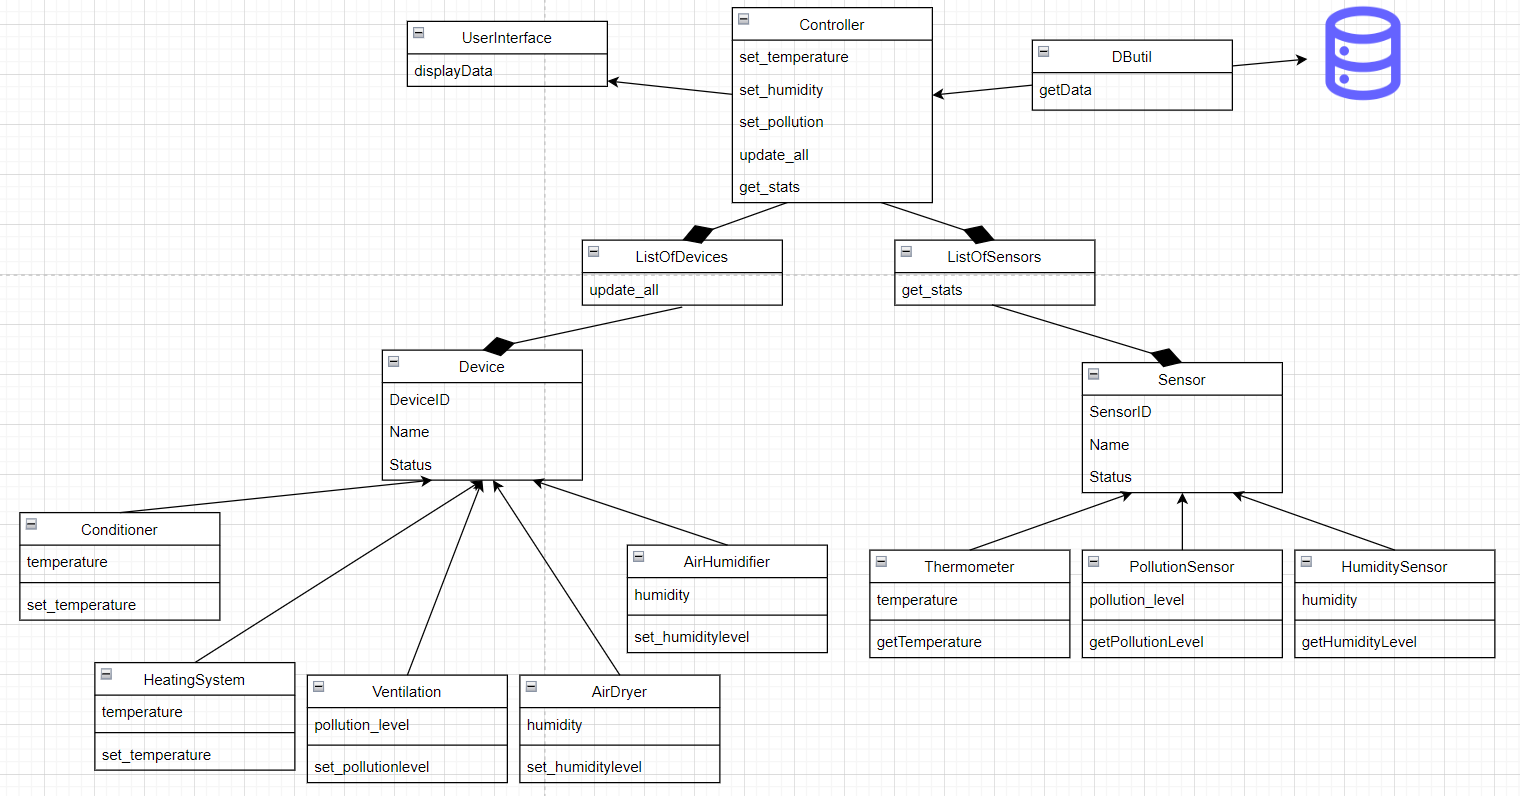 UserInterface
displayData
Controller
set_temperature
set_humidity
set_pollution
update_all
get_stats
DButil
getData
ListOfDevices
update_all
ListOfSensors
get_stats
Device
DeviceID
Name
Status
Sensor
SensorID
Name
Status
Conditioner
temperature
set_temperature
HeatingSystem
temperature
set_temperature
Ventilation
pollution_level
set_pollutionlevel
AirDryer
humidity
set_humiditylevel
AirHumidifier
humidity
set_humiditylevel
Thermometer
temperature
getTemperature
PollutionSensor
pollution_level
getPollutionLevel
HumiditySensor
humidity
getHumidityLevel